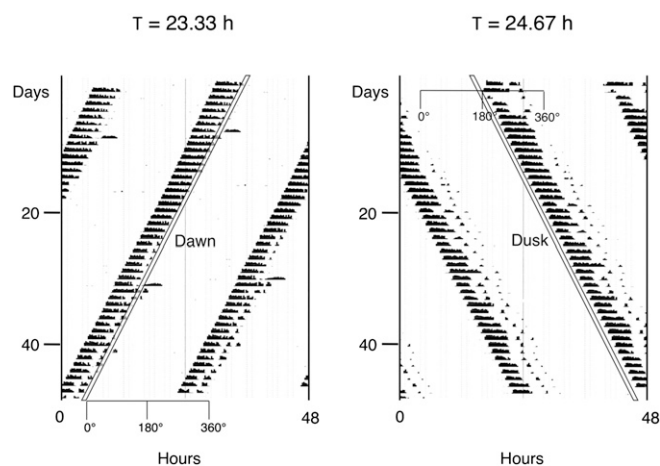 T = 23.33 h
T = 24.67 h
Days
20
40
Dawn
0
48
0° 180° 360°
Hours
Days
20
40
0° 180° 360°
Dusk
0
48
Hours